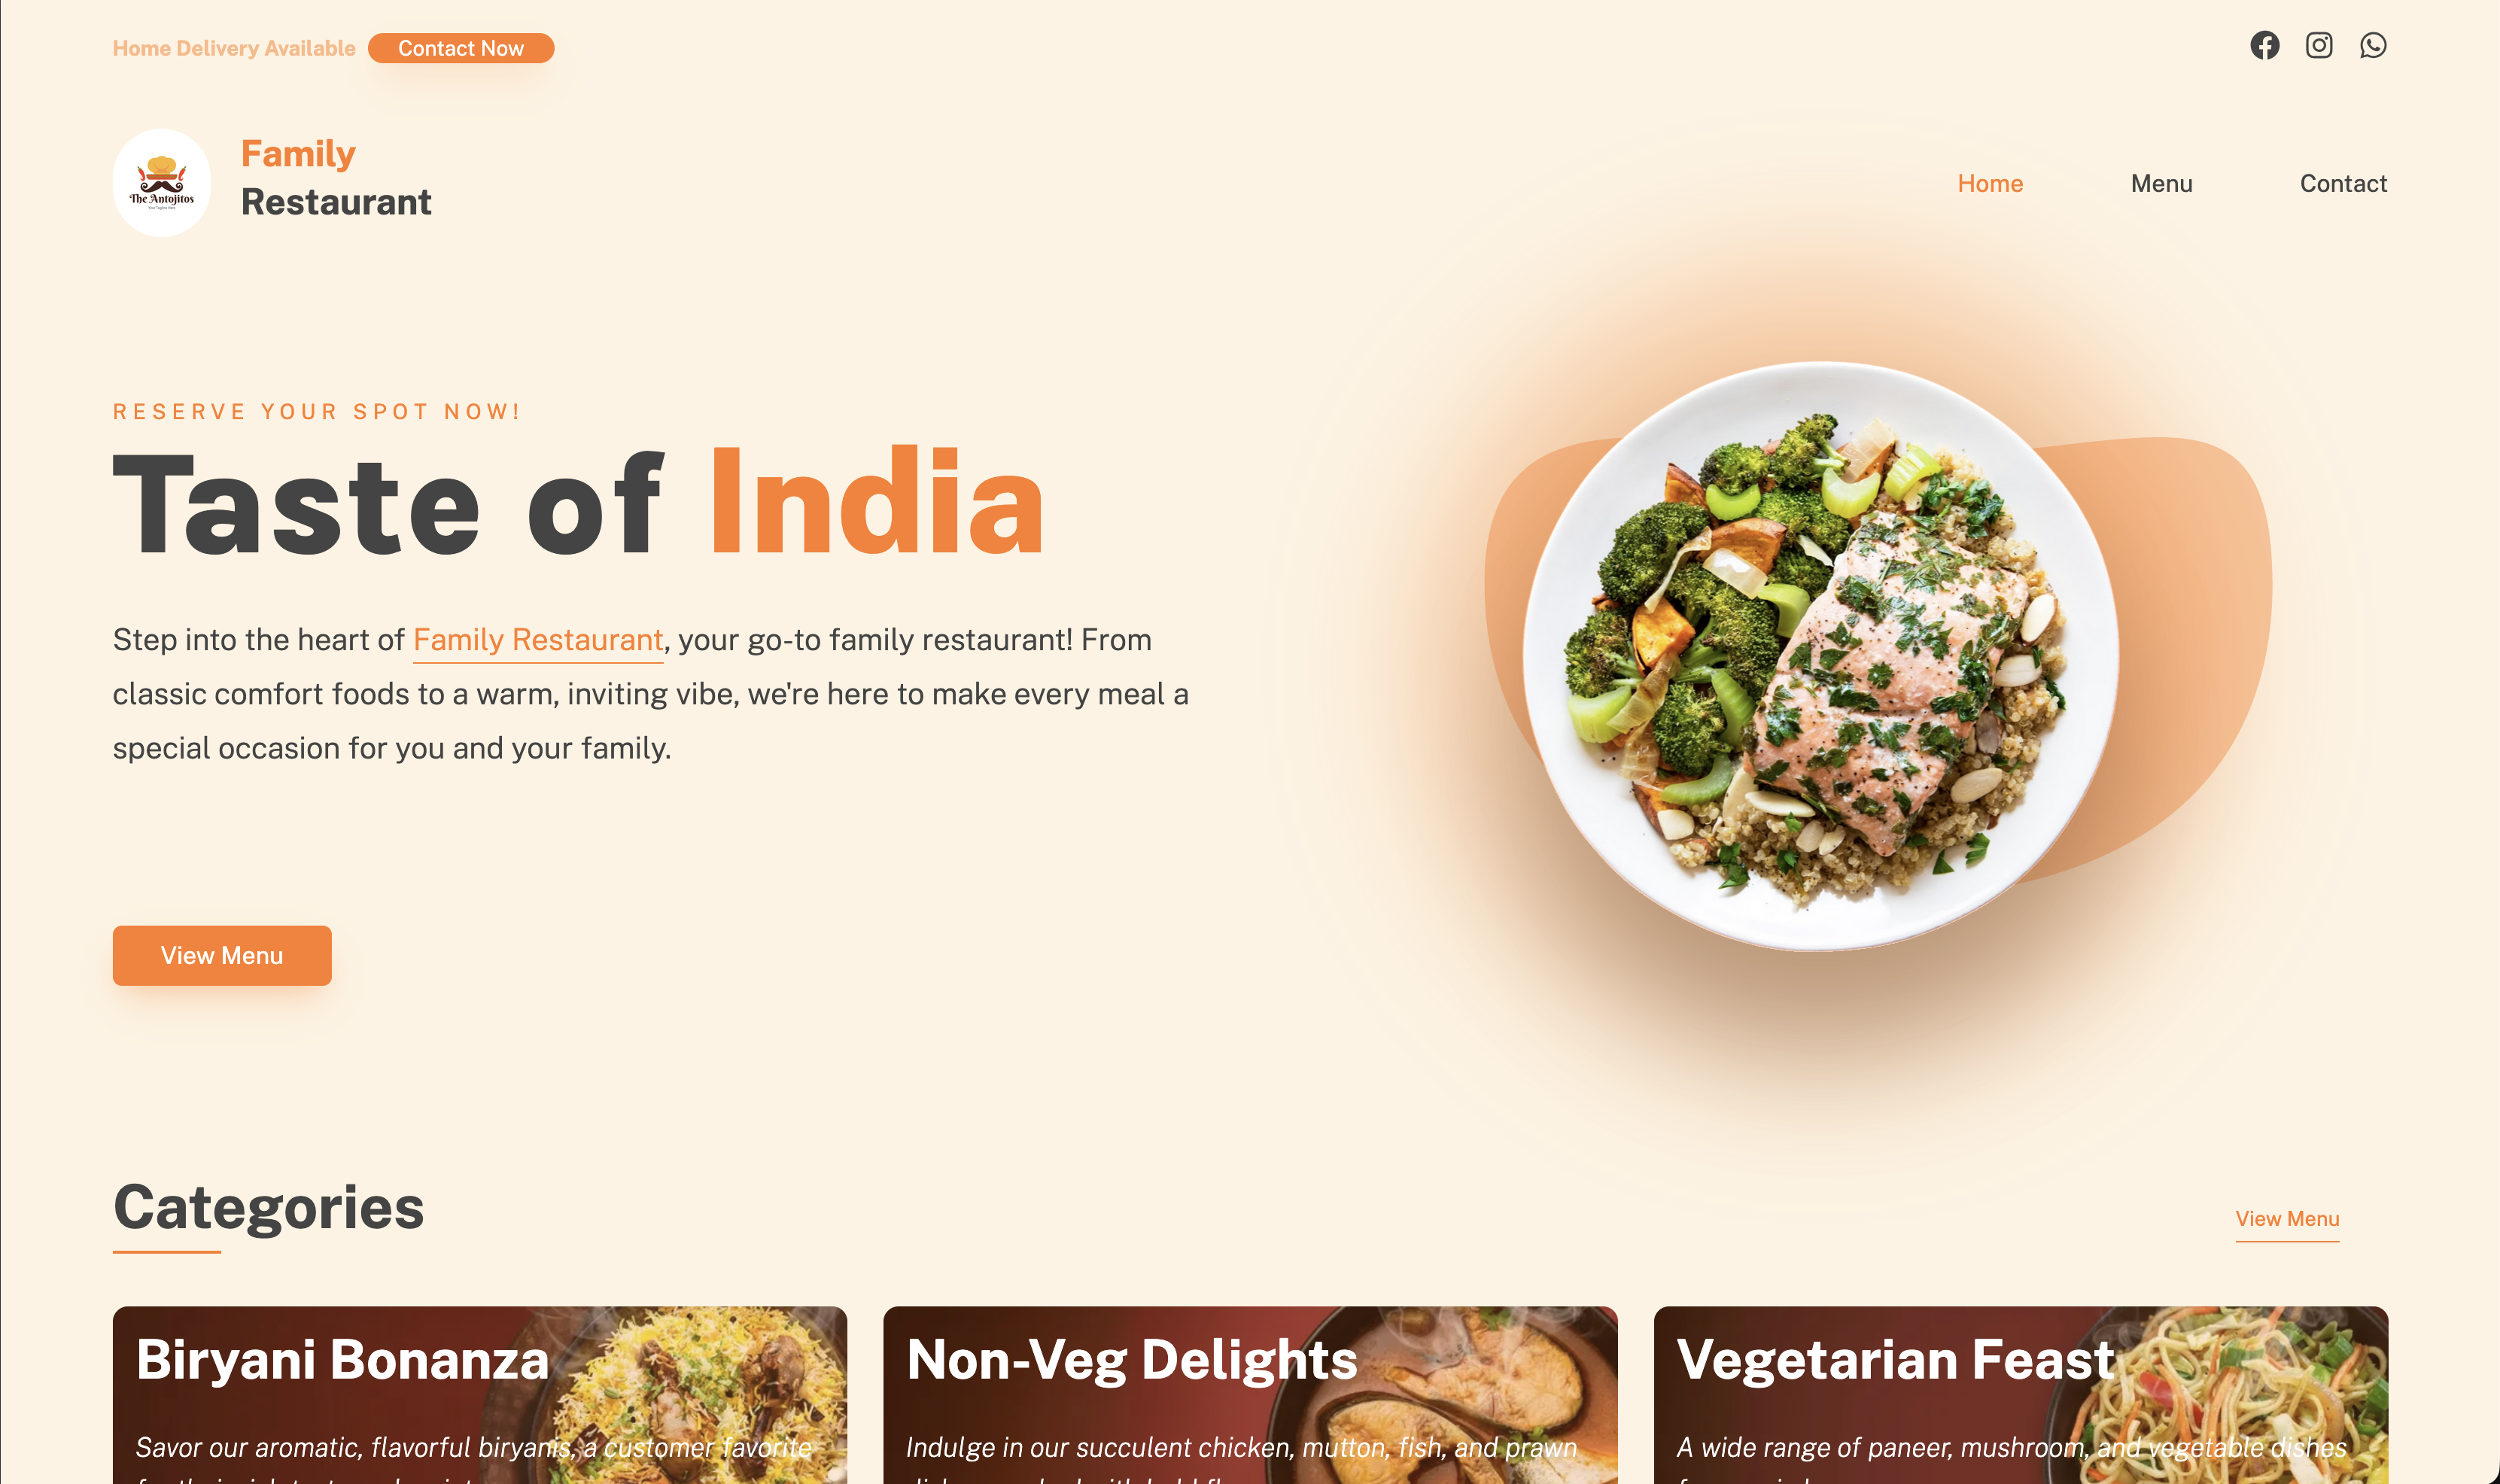 Home Delivery Available Contact Now
The Antojitos
Family
Restaurant
Home Menu Contact
RESERVE YOUR SPOT NOW!
Taste of India
Step into the heart of Family Restaurant, your go-to family restaurant! From
classic comfort foods to a warm, inviting vibe, we're here to make every meal a
special occasion for you and your family.
View Menu
Categories
View Menu
Biryani Bonanza
Savor our aromatic, flavorful biryanis, a customer favorite
Non-Veg Delights
Indulge in our succulent chicken, mutton, fish, and prawn
Vegetarian Feast
A wide range of paneer, mushroom, and vegetable dishes